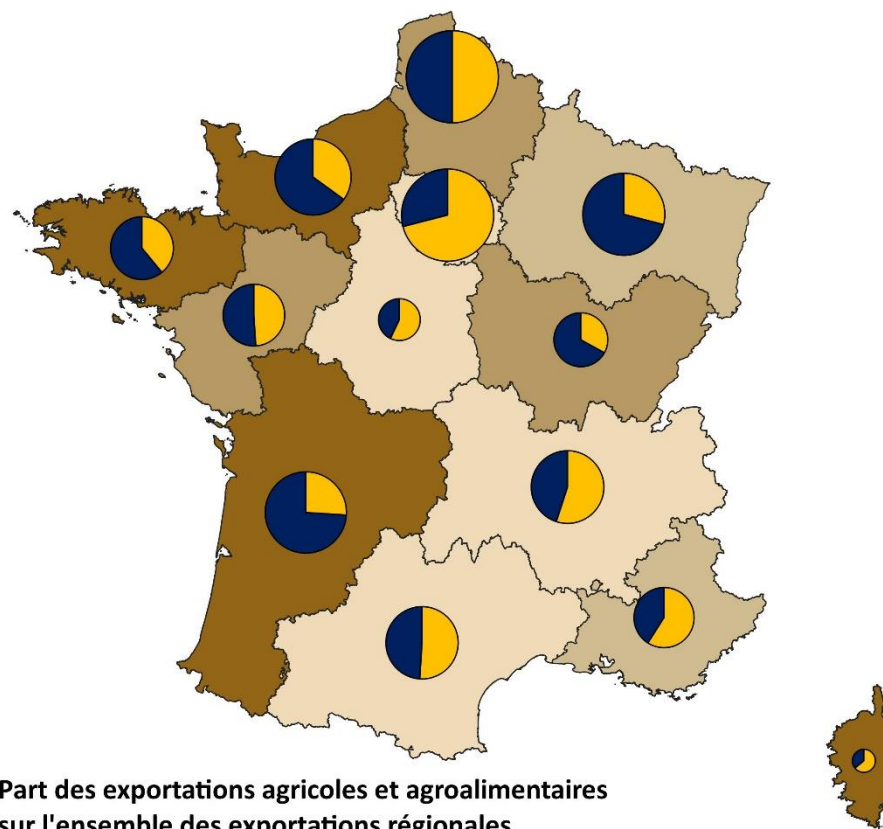 Part des exportations agricoles et agroalimentaires
sur l'ensemble des exportations régionales